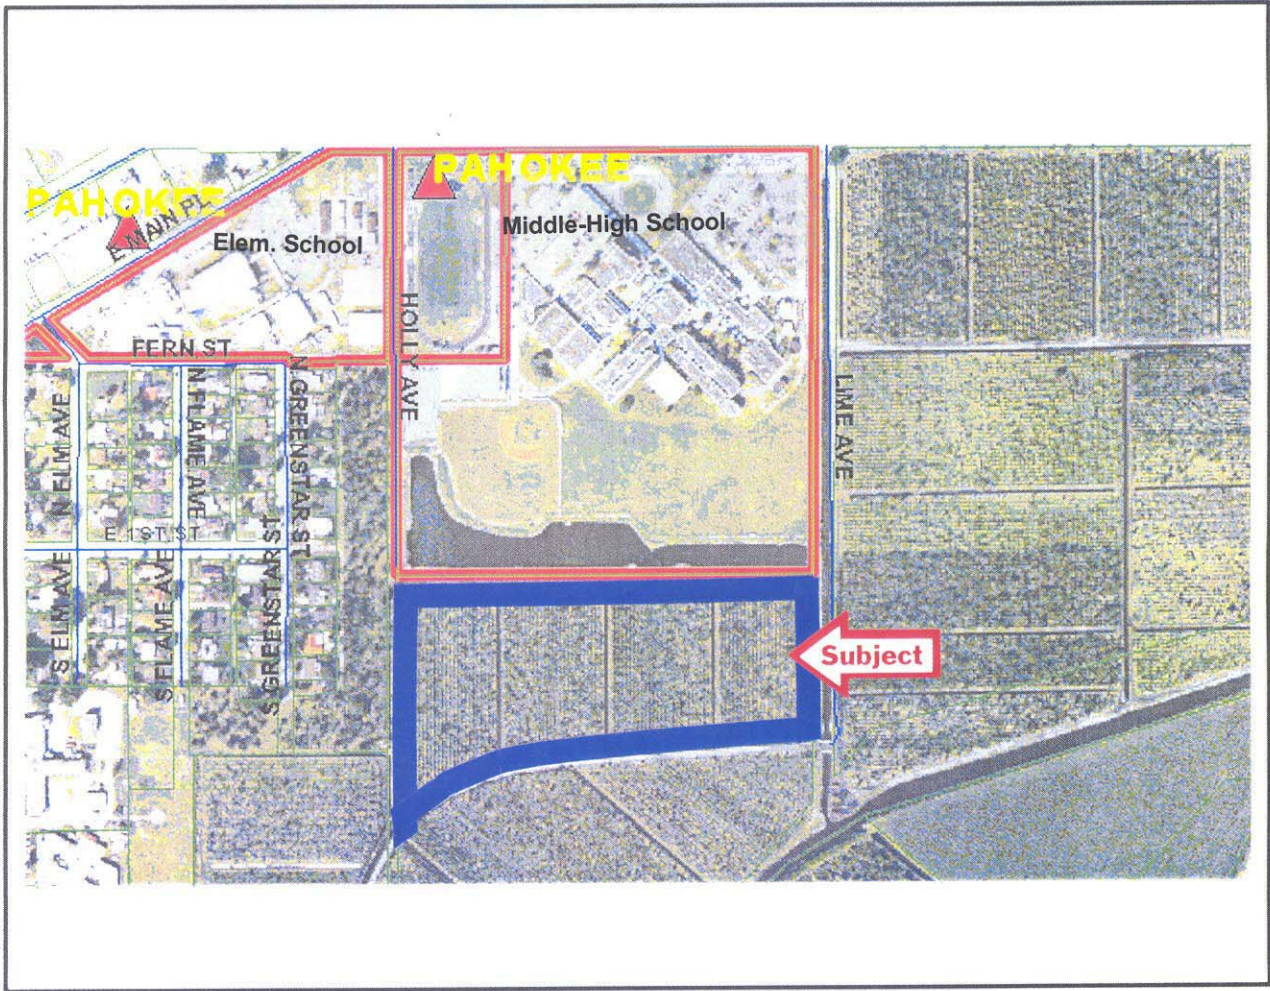 PAHOKEE
PAHOKEE
E MAIN PL
Elem. School
Middle-High School
FERN ST
HOLLY AVE
LIME AVE
N ELM AVE
N FLAME AVE
N GREENSTAR ST
E 1ST ST
S ELM AVE
S FLAME AVE
S GREENSTAR ST
Subject